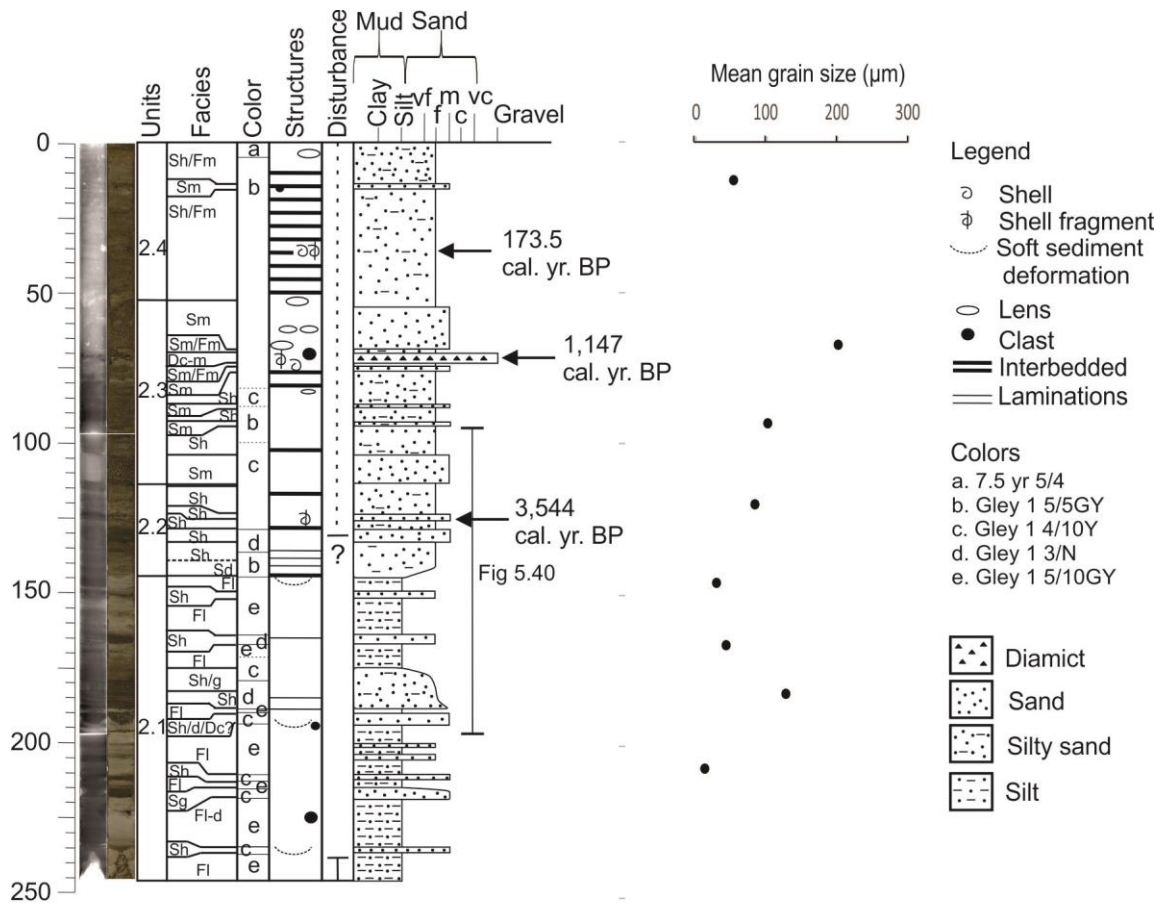 Mud Sand
Units
Facies
Color
Structures
Disturbance
Clay
Silt
vf
f
m
c
vc
Gravel
Mean grain size (µm)
0 100 200 300
0
50
100
150
200
250
2.4
2.3
2.2
2.1
Sh/Fm
Sm
Sh/Fm
Sm
Sm/Fm
Dc-m
Sm/Fm
Sm
Sh
Sm
Sh
Sm
Sh
Sm
Sh
Sh
Sh
Sh
Sh
Sd
Fl
Sh
Fl
Sh
Fl
Sh/g
Sh
Fl
Sh/d/Dc?
Fl
Sh
Fl
Sg
Fl-d
Sh
Fl
a
b
c
b
c
d
b
e
d
e
c
d
e
c
e
c
e
c
e
c
e
?
173.5
cal. yr. BP
1,147
cal. yr. BP
3,544
cal. yr. BP
Fig 5.40
Legend
Shell
Shell fragment
Soft sediment
deformation
Lens
Clast
Interbedded
Laminations
Colors
a. 7.5 yr 5/4
b. Gley 1 5/5GY
c. Gley 1 4/10Y
d. Gley 1 3/N
e. Gley 1 5/10GY
Diamict
Sand
Silty sand
Silt